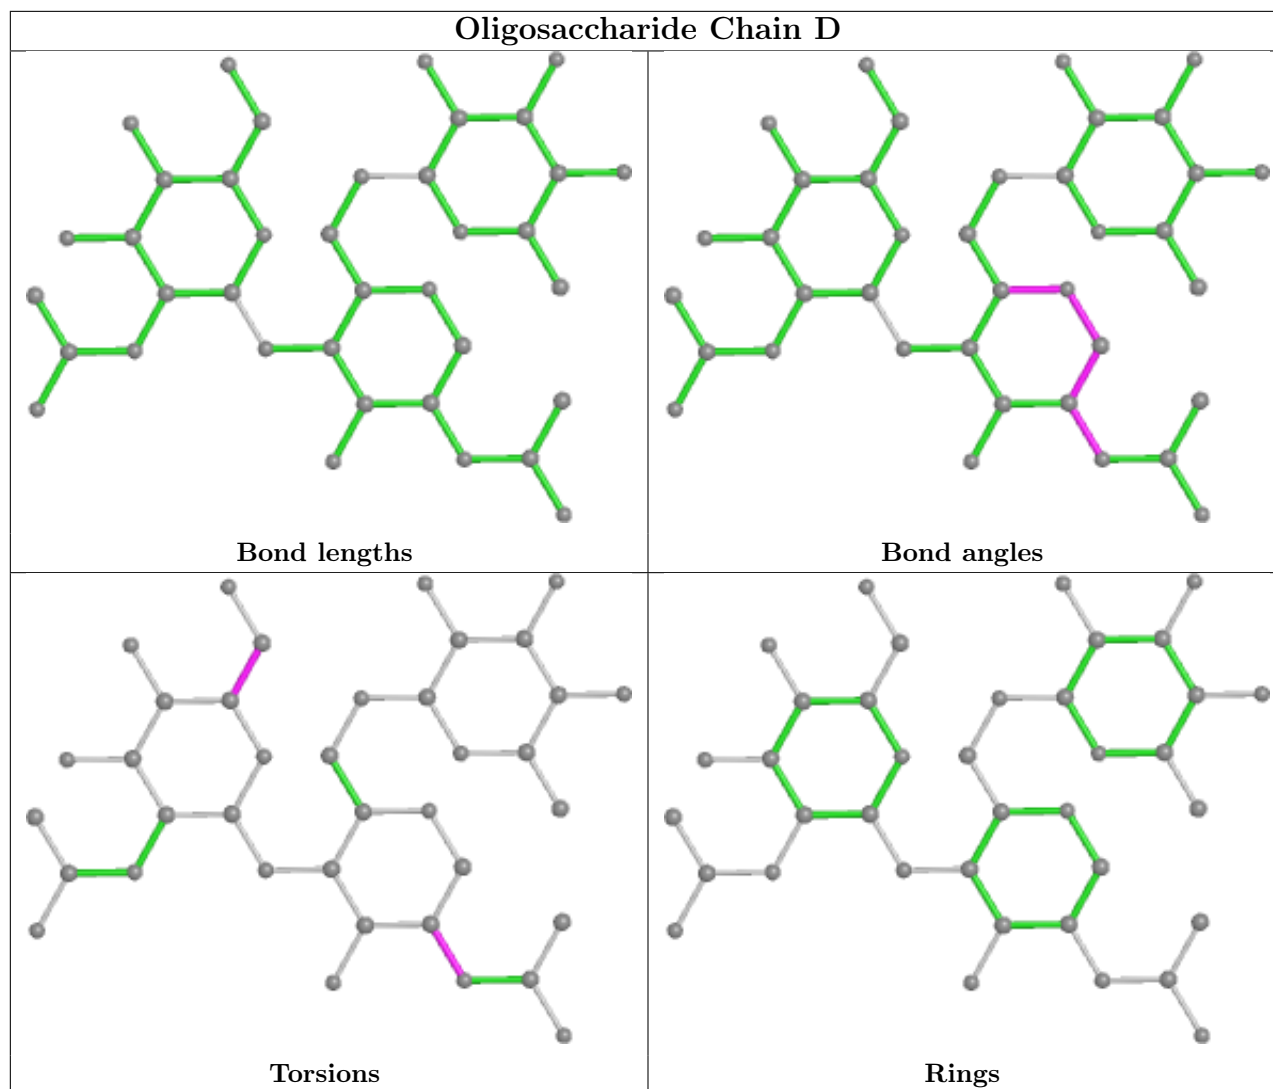 Oligosaccharide Chain D
Bond lengths
Bond angles
Torsions
Rings